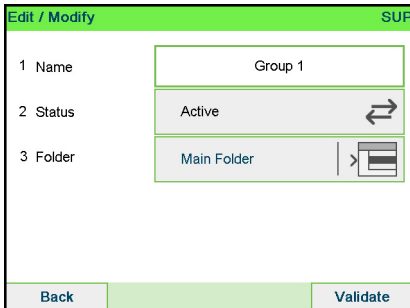 Edit / Modify SUP
1 Name Group 1
2 Status Active
3 Folder Main Folder
Back Validate